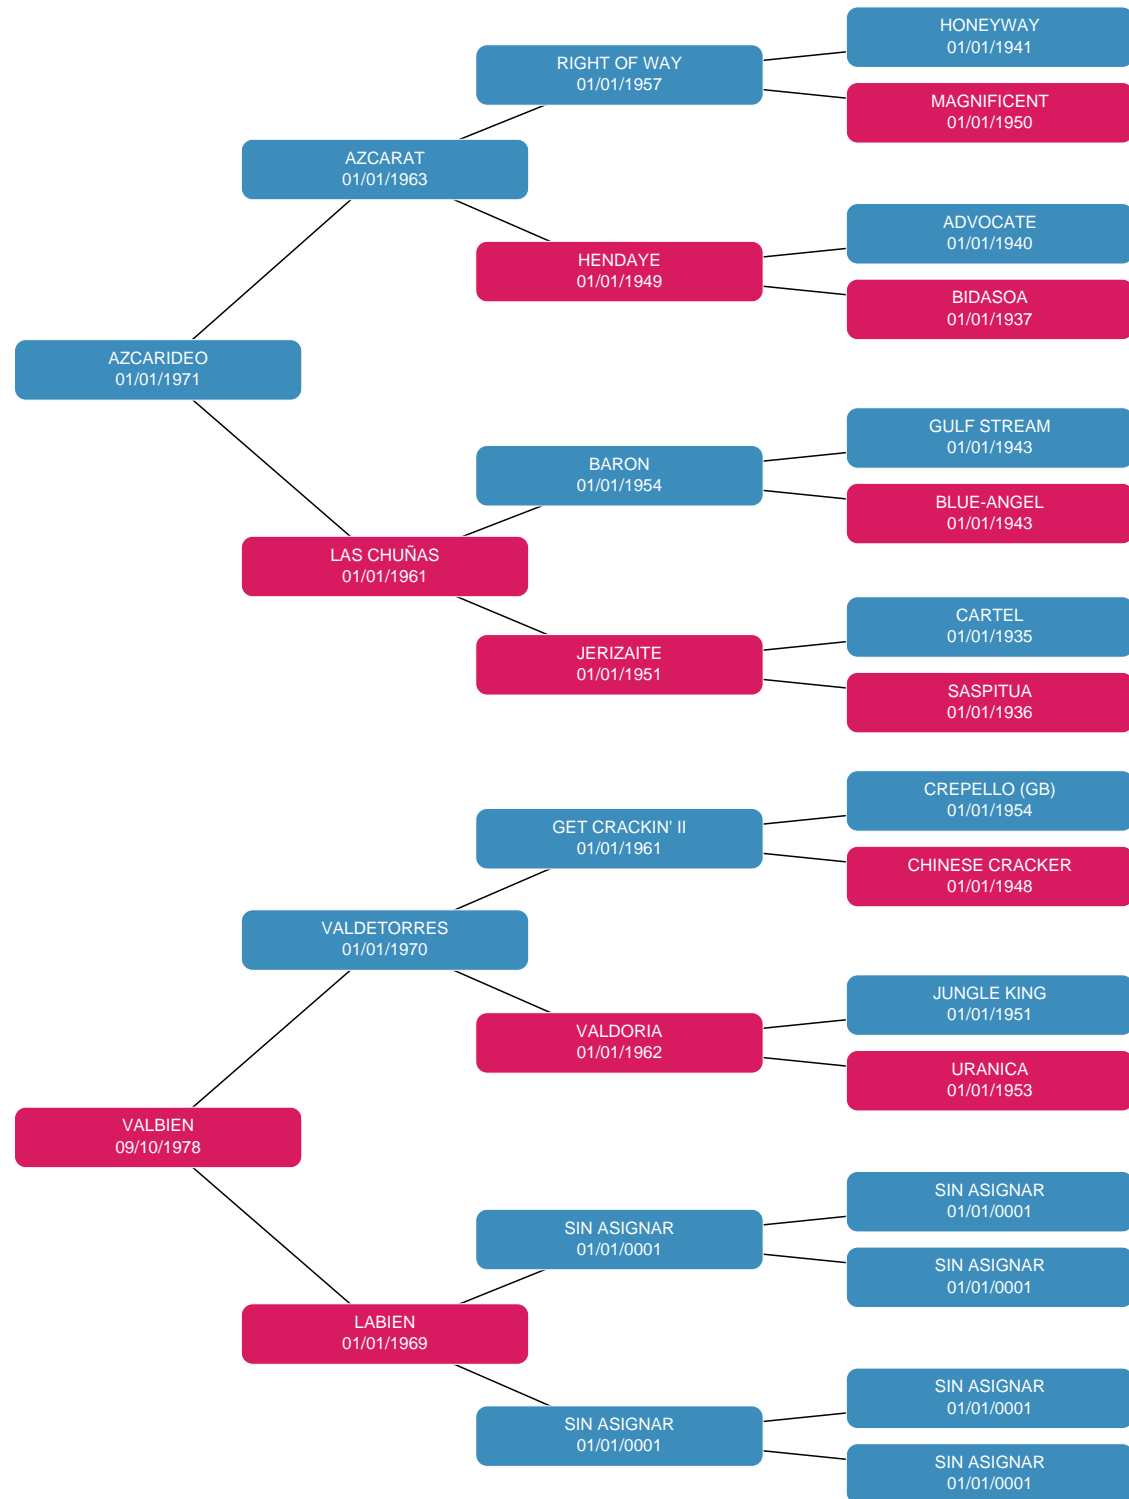 HONEYWAY
01/01/1941
RIGHT OF WAY
01/01/1957
MAGNIFICENT
01/01/1950
AZCARAT
01/01/1963
ADVOCATE
01/01/1940
HENDAYE
01/01/1949
BIDASOA
01/01/1937
AZCARIDEO
01/01/1971
GULF STREAM
01/01/1943
BARON
01/01/1954
BLUE-ANGEL
01/01/1943
LAS CHUÑAS
01/01/1961
CARTEL
01/01/1935
JERIZAITE
01/01/1951
SASPITUA
01/01/1936
CREPELLO (GB)
01/01/1954
GET CRACKIN' II
01/01/1961
CHINESE CRACKER
01/01/1948
VALDETORRES
01/01/1970
JUNGLE KING
01/01/1951
VALDORIA
01/01/1962
URANICA
01/01/1953
VALBIEN
09/10/1978
SIN ASIGNAR
01/01/0001
SIN ASIGNAR
01/01/0001
SIN ASIGNAR
01/01/0001
LABIEN
01/01/1969
SIN ASIGNAR
01/01/0001
SIN ASIGNAR
01/01/0001
SIN ASIGNAR
01/01/0001